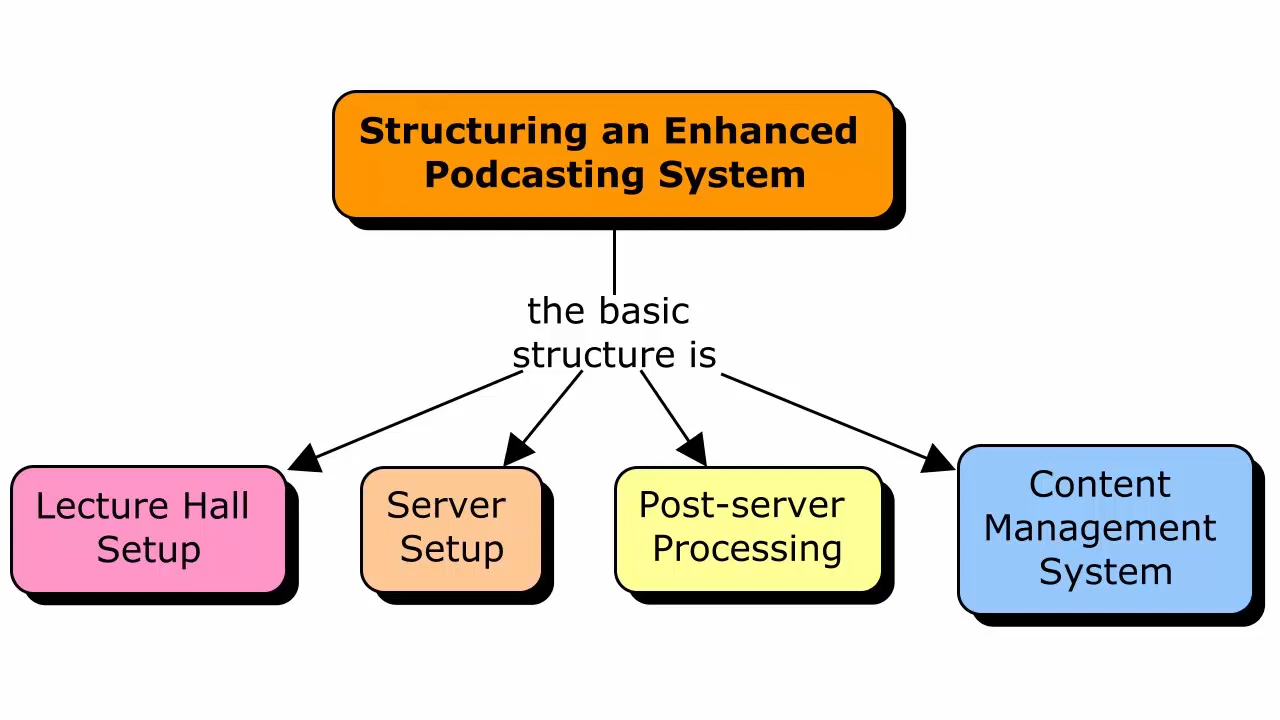 Structuring an Enhanced
Podcasting System
the basic
structure is
Lecture Hall
Setup
Server
Setup
Post-server
Processing
Content
Management
System